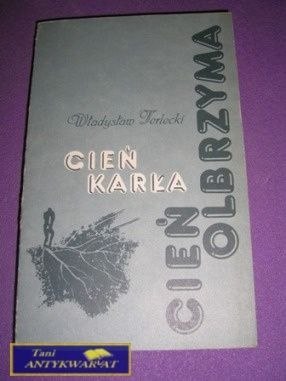 Władysław Terlecki
CIEŃ
KARŁA
CIEŃ
OLBRZYMA
Tani
ANTYKWARIAT